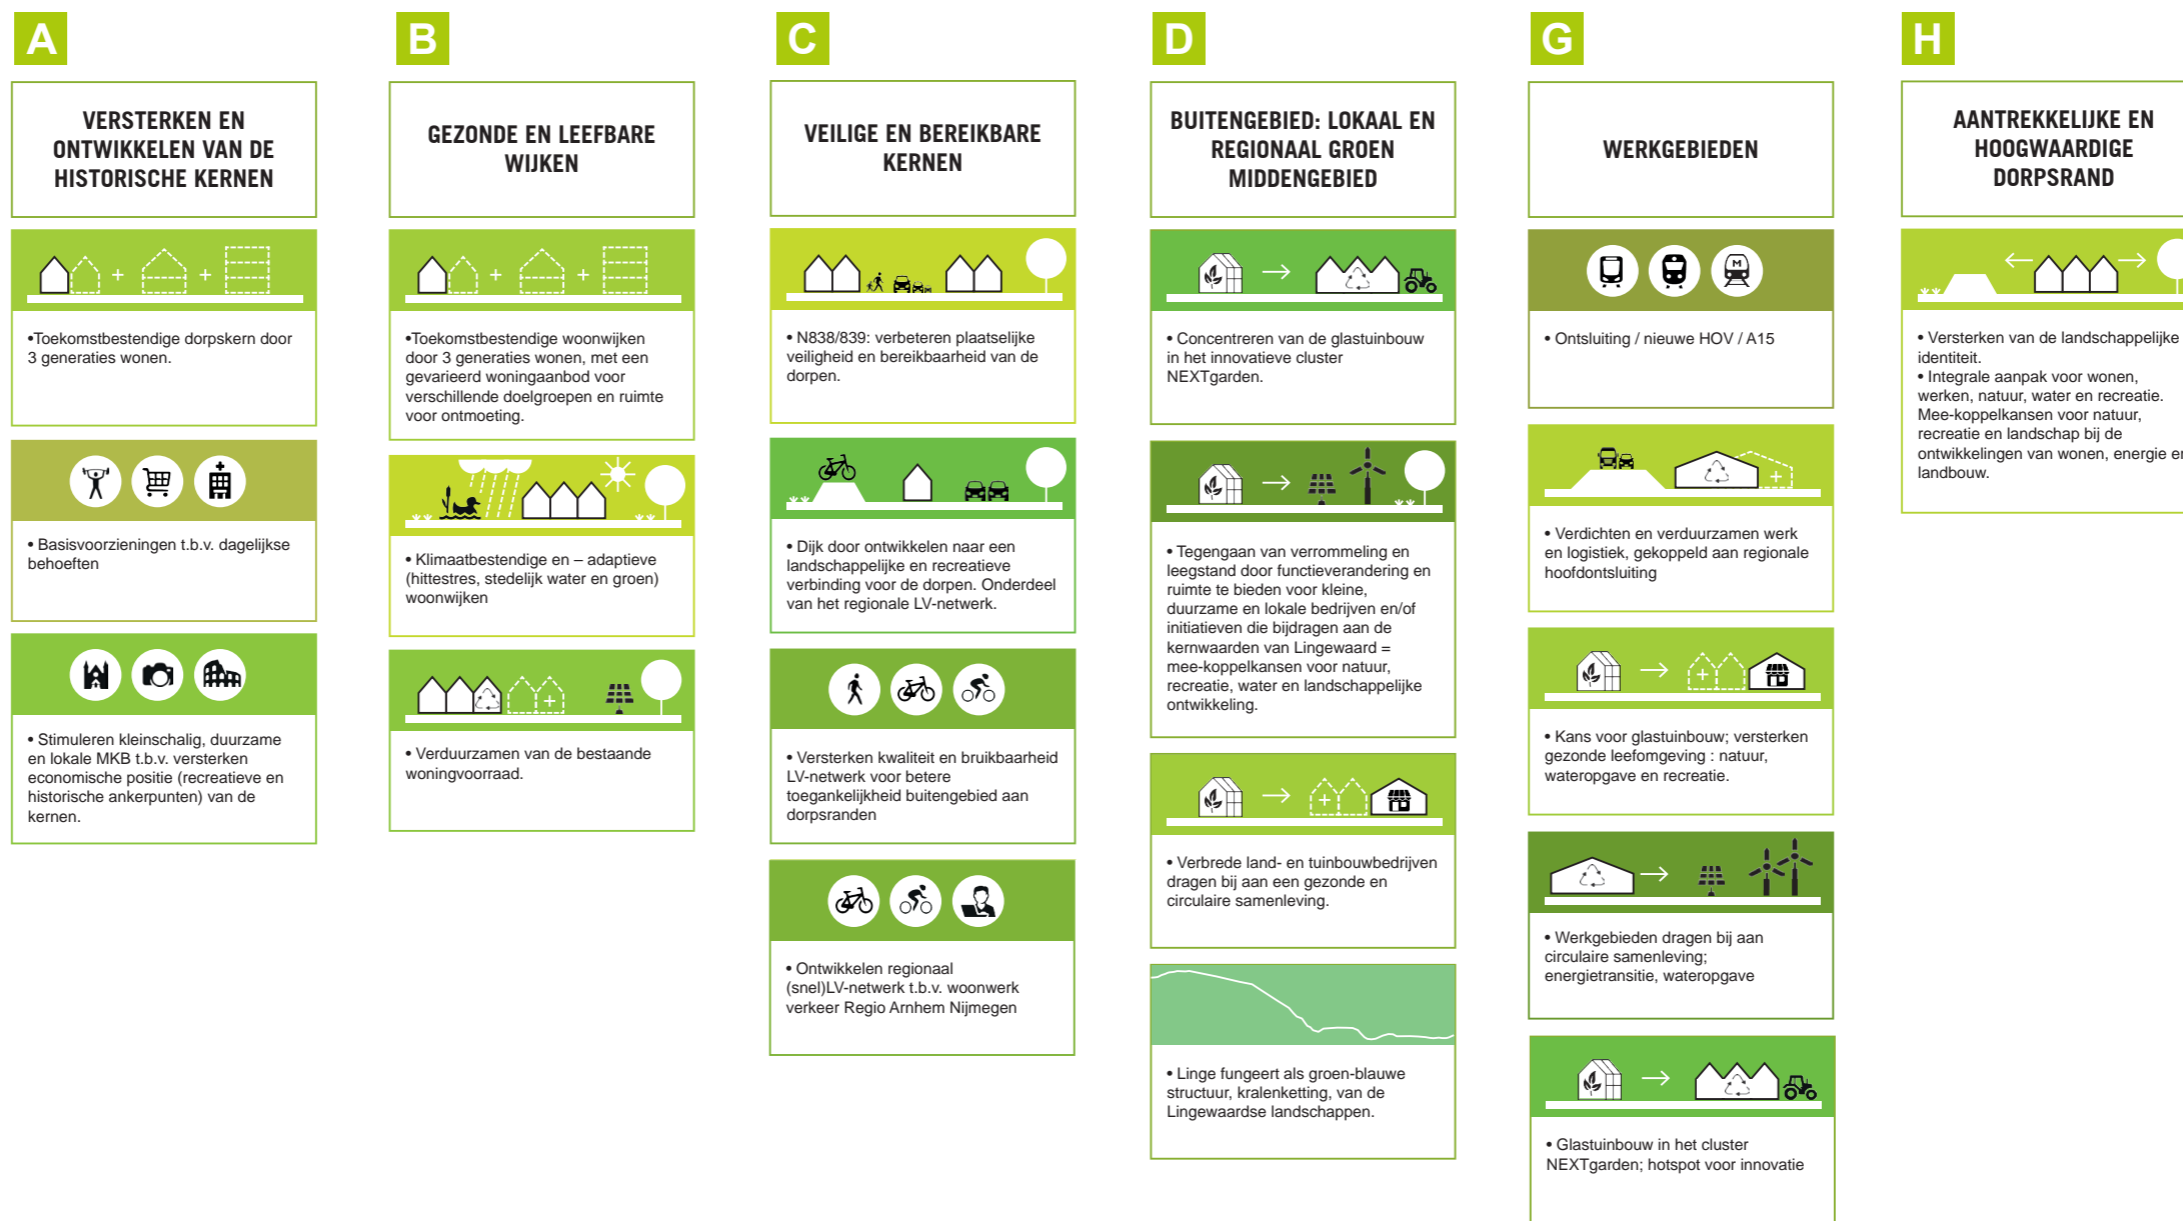 A
VERSTERKEN EN
ONTWIKKELEN VAN DE
HISTORISCHE KERNEN
•Toekomstbestendige dorpskern door
3 generaties wonen.
• Basisvoorzieningen t.b.v. dagelijkse
behoeften
• Stimuleren kleinschalig, duurzame
en lokale MKB t.b.v. versterken
economische positie (recreatieve en
historische ankerpunten) van de
kernen.
B
GEZONDE EN LEEFBARE
WIJKEN
•Toekomstbestendige woonwijken
door 3 generaties wonen, met een
gevarieerd woningaanbod voor
verschillende doelgroepen en ruimte
voor ontmoeting.
• Klimaatbestendige en – adaptieve
(hittestres, stedelijk water en groen)
woonwijken
• Verduurzamen van de bestaande
woningvoorraad.
C
VEILIGE EN BEREIKBARE
KERNEN
• N838/839: verbeteren plaatselijke
veiligheid en bereikbaarheid van de
dorpen.
• Dijk door ontwikkelen naar een
landschappelijke en recreatieve
verbinding voor de dorpen. Onderdeel
van het regionale LV-netwerk.
• Versterken kwaliteit en bruikbaarheid
LV-netwerk voor betere
toegankelijkheid buitengebied aan
dorpsranden
• Ontwikkelen regionaal
(snel)LV-netwerk t.b.v. woonwerk
verkeer Regio Arnhem Nijmegen
D
BUITENGEBIED: LOKAAL EN
REGIONAAL GROEN
MIDDENGEBIED
• Concentreren van de glastuinbouw
in het innovatieve cluster
NEXTgarden.
• Tegengaan van verrommeling en
leegstand door functieverandering en
ruimte te bieden voor kleine,
duurzame en lokale bedrijven en/of
initiatieven die bijdragen aan de
kernwaarden van Lingewaard =
mee-koppelkansen voor natuur,
recreatie, water en landschappelijke
ontwikkeling.
• Verbrede land- en tuinbouwbedrijven
dragen bij aan een gezonde en
circulaire samenleving.
• Linge fungeert als groen-blauwe
structuur, kralenketting, van de
Lingewaardse landschappen.
G
WERKGEBIEDEN
M
• Ontsluiting / nieuwe HOV / A15
• Verdichten en verduurzamen werk
en logistiek, gekoppeld aan regionale
hoofdontsluiting
• Kans voor glastuinbouw; versterken
gezonde leefomgeving : natuur,
wateropgave en recreatie.
• Werkgebieden dragen bij aan
circulaire samenleving;
energietransitie, wateropgave
• Glastuinbouw in het cluster
NEXTgarden; hotspot voor innovatie
H
AANTREKKELIJKE EN
HOOGWAARDIGE
DORPSRAND
• Versterken van de landschappelijke
identiteit.
• Integrale aanpak voor wonen,
werken, natuur, water en recreatie.
Mee-koppelkansen voor natuur,
recreatie en landschap bij de
ontwikkelingen van wonen, energie en
landbouw.